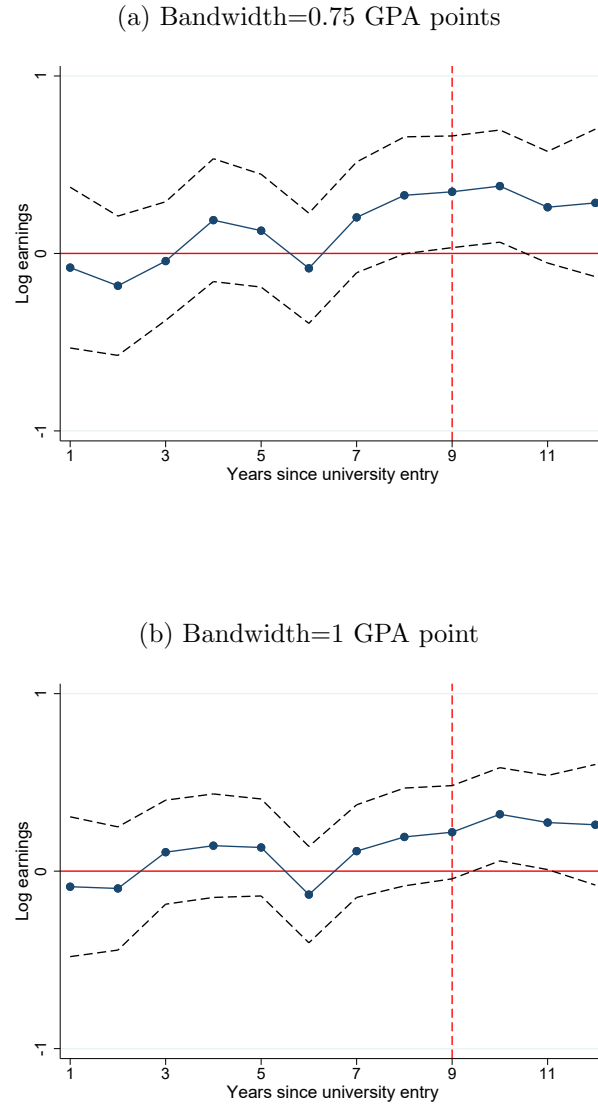 (a) Bandwidth=0.75 GPA points
1
0
-1
Log earnings
1 3 5 7 9 11
Years since university entry
(b) Bandwidth=1 GPA point
1
0
-1
Log earnings
1 3 5 7 9 11
Years since university entry